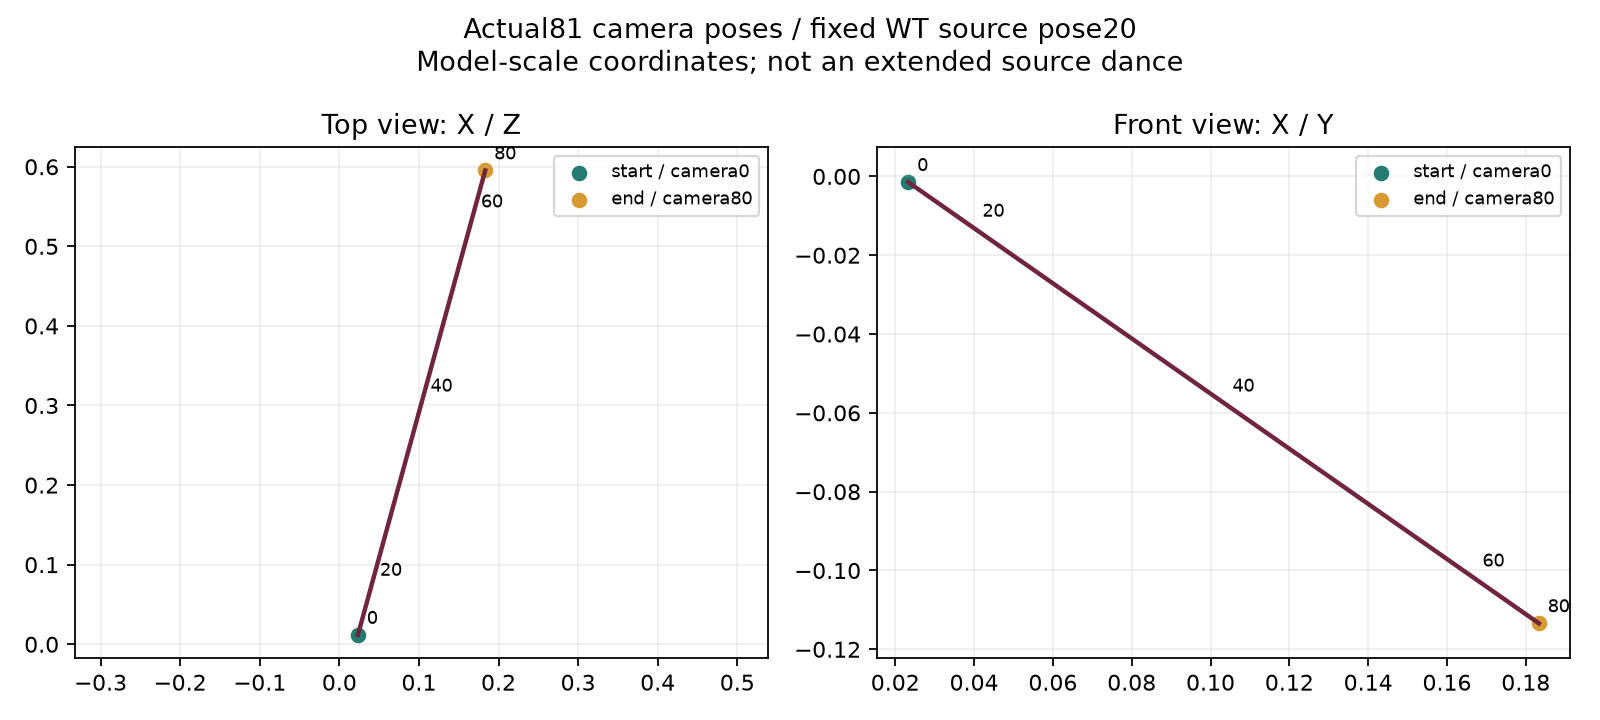 Actual81 camera poses / fixed WT source pose20
Model-scale coordinates; not an extended source dance
Top view: X / Z
0.6
0.5
0.4
0.3
0.2
0.1
0.0
−0.3 −0.2 −0.1 0.0 0.1 0.2 0.3 0.4 0.5
80
60
40
20
0
start / camera0
end / camera80
Front view: X / Y
0.00
−0.02
−0.04
−0.06
−0.08
−0.10
−0.12
0.02 0.04 0.06 0.08 0.10 0.12 0.14 0.16 0.18
0
20
40
60
80
start / camera0
end / camera80